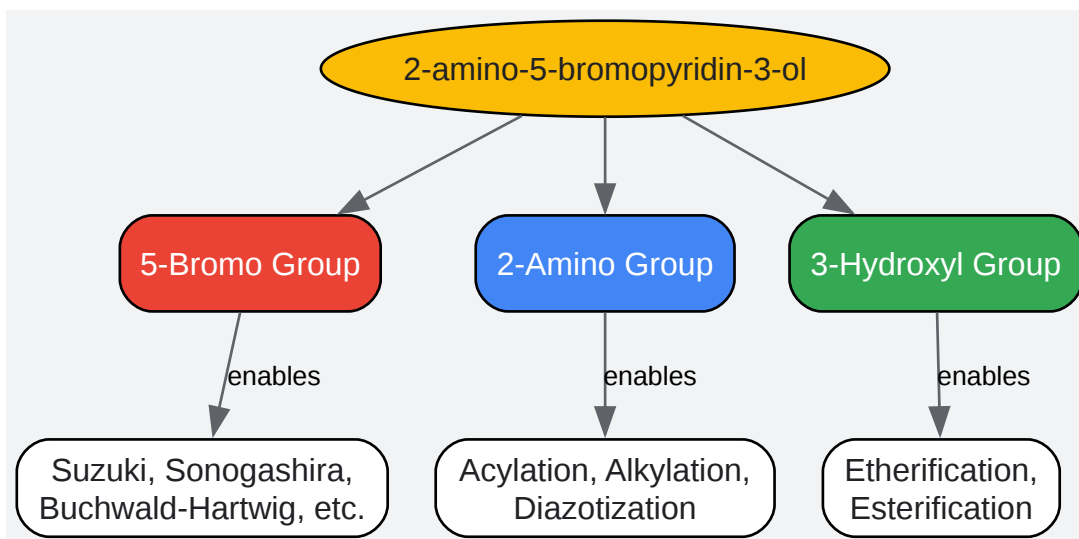 2-amino-5-bromopyridin-3-ol
5-Bromo Group
2-Amino Group
3-Hydroxyl Group
enables
enables
enables
Suzuki, Sonogashira,
Buchwald-Hartwig, etc.
Acylation, Alkylation,
Diazotization
Etherification,
Esterification